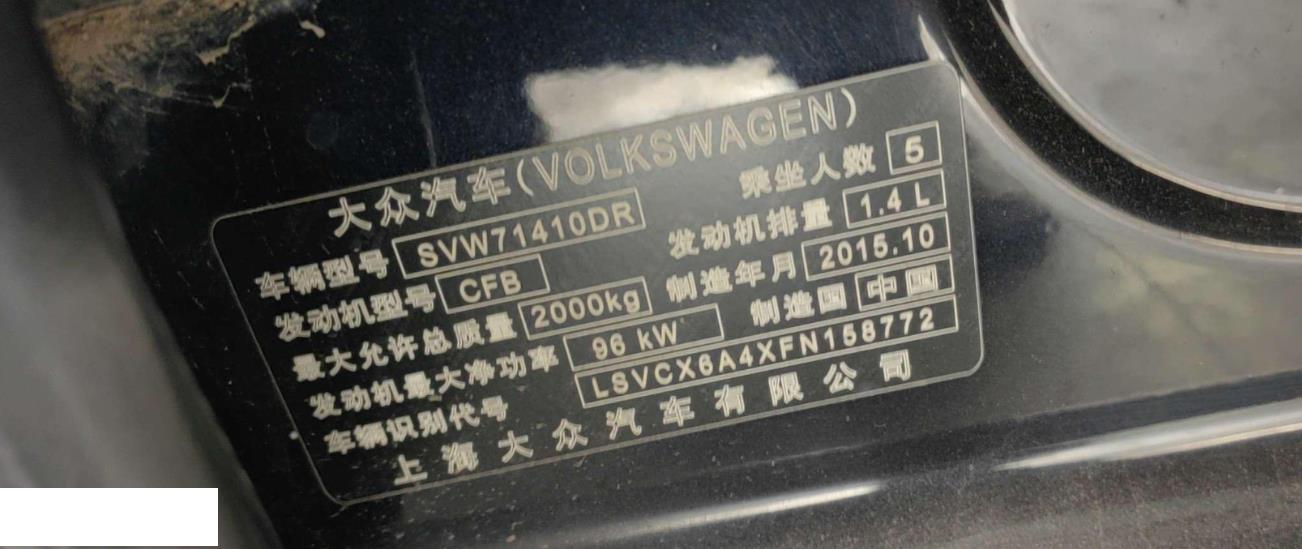 大众汽车(VOLKSWAGEN)
车辆型号 SVW71410DR 乘坐人数 5
发动机型号 CFB 发动机排量 1.4 L
最大允许总质量 2000kg 制造年月 2015.10
发动机最大净功率 96 kW 制造国 中国
车辆识别代号 LSVCX6A4XFN158772
上海大众汽车有限公司